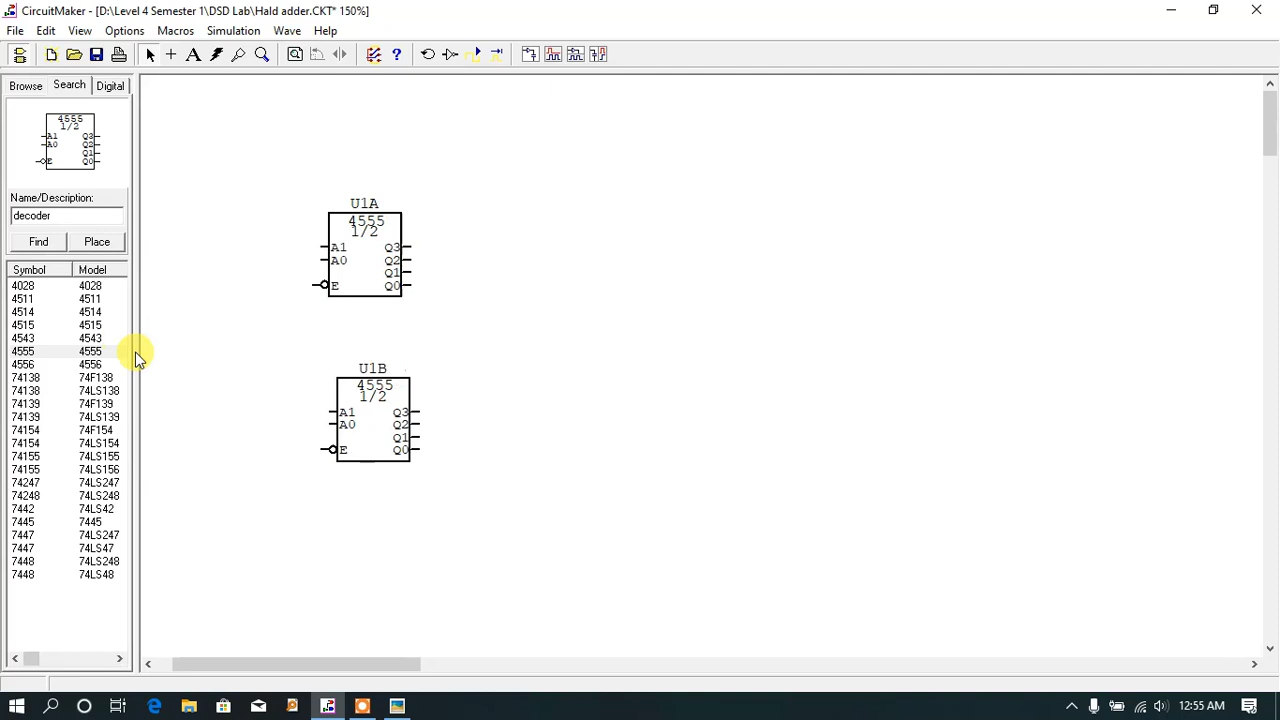 CircuitMaker - [D:\Level 4 Semester 1\DSD Lab\Hald adder.CKT* 150%]
File Edit View Options Macros Simulation Wave Help
Browse Search Digital
4555
1/2
A1 Q3
A0 Q2
Q1
E Q0
Name/Description:
decoder
Find Place
Symbol Model
4028 4028
4511 4511
4514 4514
4515 4515
4543 4543
4555 4555
4556 4556
74138 74F138
74138 74LS138
74139 74F139
74139 74LS139
74154 74F154
74154 74LS154
74155 74LS155
74155 74LS156
74247 74LS247
74248 74LS248
7442 74LS42
7445 7445
7447 74LS247
7447 74LS47
7448 74LS248
7448 74LS48
U1A
4555
1/2
A1 Q3
A0 Q2
Q1
E Q0
U1B
4555
1/2
A1 Q3
A0 Q2
Q1
E Q0
12:55 AM